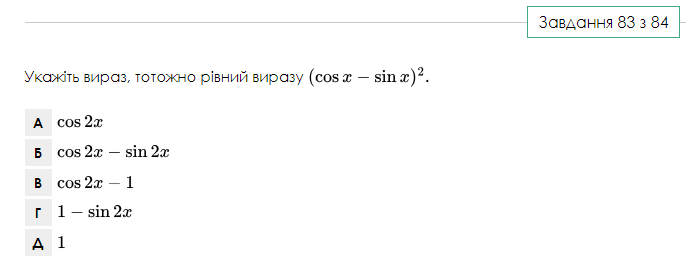 Завдання 83 з 84
Укажіть вираз, тотожно рівний виразу (cos x − sin x)².
А cos 2x
Б cos 2x − sin 2x
В cos 2x − 1
Г 1 − sin 2x
Д 1